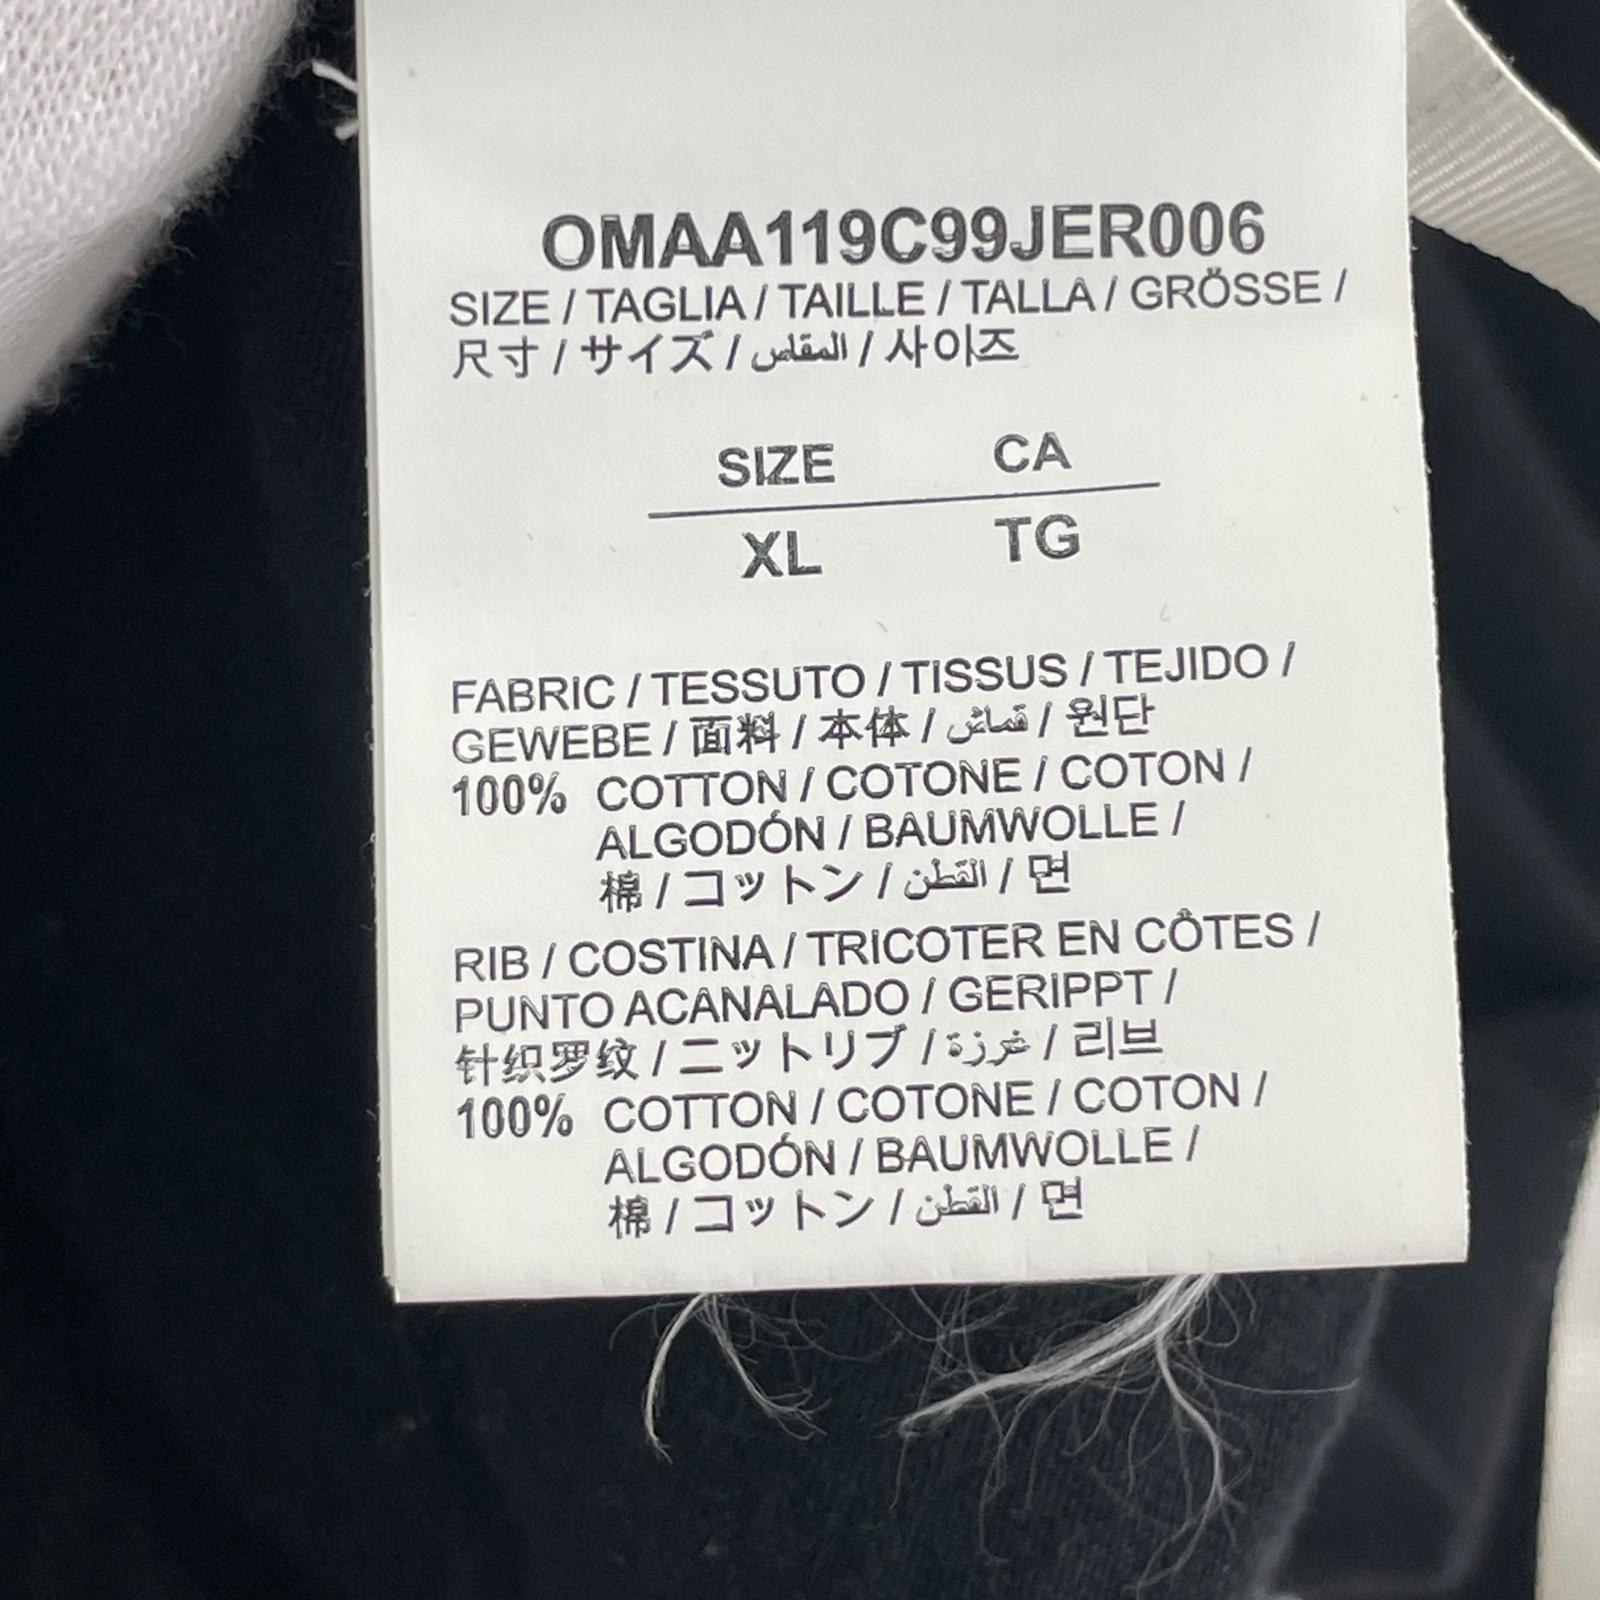 OMAA119C99JER006
SIZE / TAGLIA / TAILLE / TALLA / GRÖSSE /
尺寸 / サイズ / المقاس / 사이즈
SIZE CA
XL TG
FABRIC / TESSUTO / TISSUS / TEJIDO /
GEWEBE / 面料 / 本体 / قماش / 원단
100% COTTON / COTONE / COTON /
ALGODÓN / BAUMWOLLE /
棉 / コットン / القطن / 면
RIB / COSTINA / TRICOTER EN CÔTES /
PUNTO ACANALADO / GERIPPT /
针织罗纹 / ニットリブ / غرزة / 리브
100% COTTON / COTONE / COTON /
ALGODÓN / BAUMWOLLE /
棉 / コットン / القطن / 면